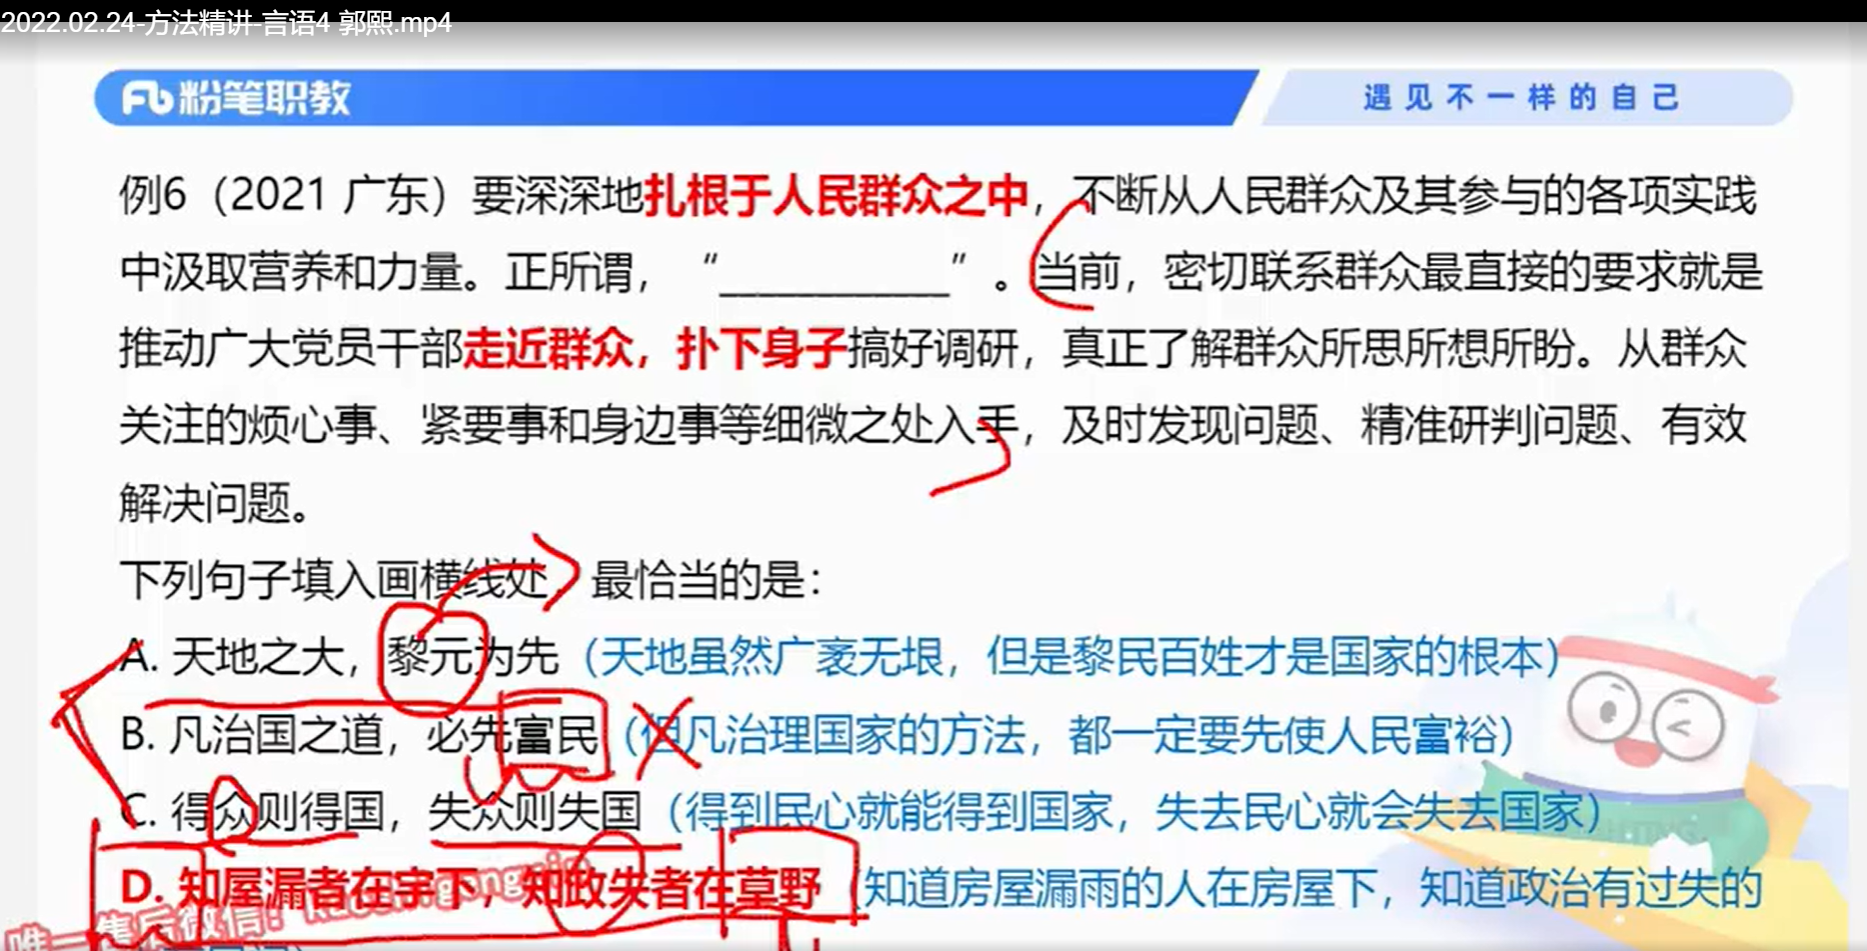 2022.02.24-方法精讲-言语4 郭熙.mp4
粉笔职教
遇见不一样的自己
例6（2021 广东）要深深地扎根于人民群众之中，不断从人民群众及其参与的各项实践
中汲取营养和力量。正所谓，“____________”。当前，密切联系群众最直接的要求就是
推动广大党员干部走近群众，扑下身子搞好调研，真正了解群众所思所想所盼。从群众
关注的烦心事、紧要事和身边事等细微之处入手，及时发现问题、精准研判问题、有效
解决问题。
下列句子填入画横线处，最恰当的是：
A. 天地之大，黎元为先（天地虽然广袤无垠，但是黎民百姓才是国家的根本）
B. 凡治国之道，必先富民（但凡治理国家的方法，都一定要先使人民富裕）
C. 得众则得国，失众则失国（得到民心就能得到国家，失去民心就会失去国家）
D. 知屋漏者在宇下，知政失者在草野（知道房屋漏雨的人在房屋下，知道政治有过失的
唯一售后微信：